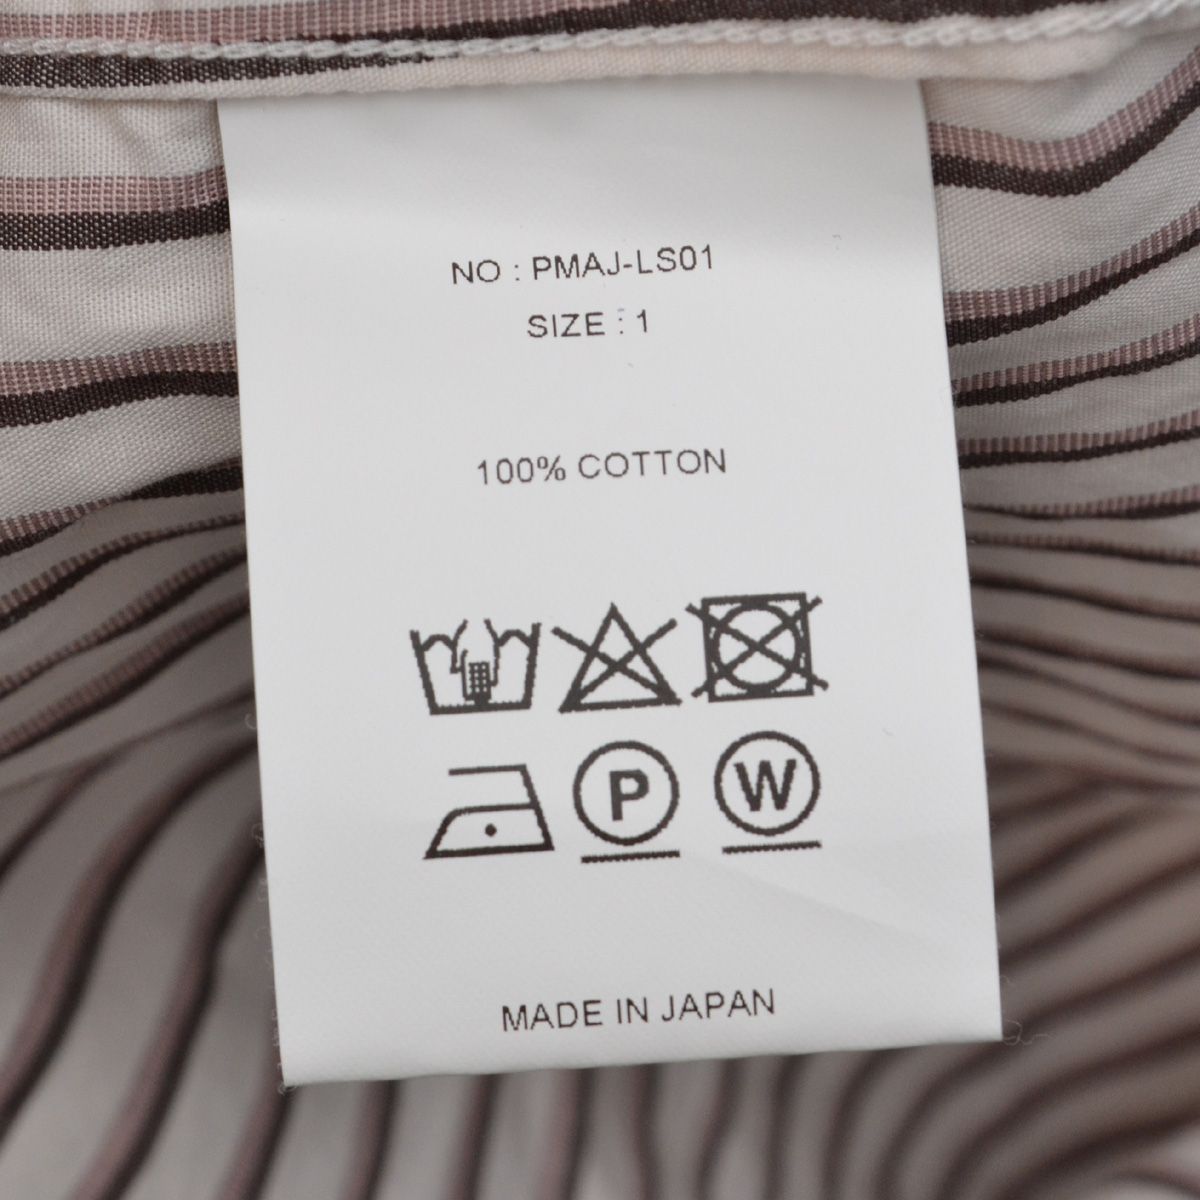 NO : PMAJ-LS01
SIZE : 1
100% COTTON
P W
MADE IN JAPAN